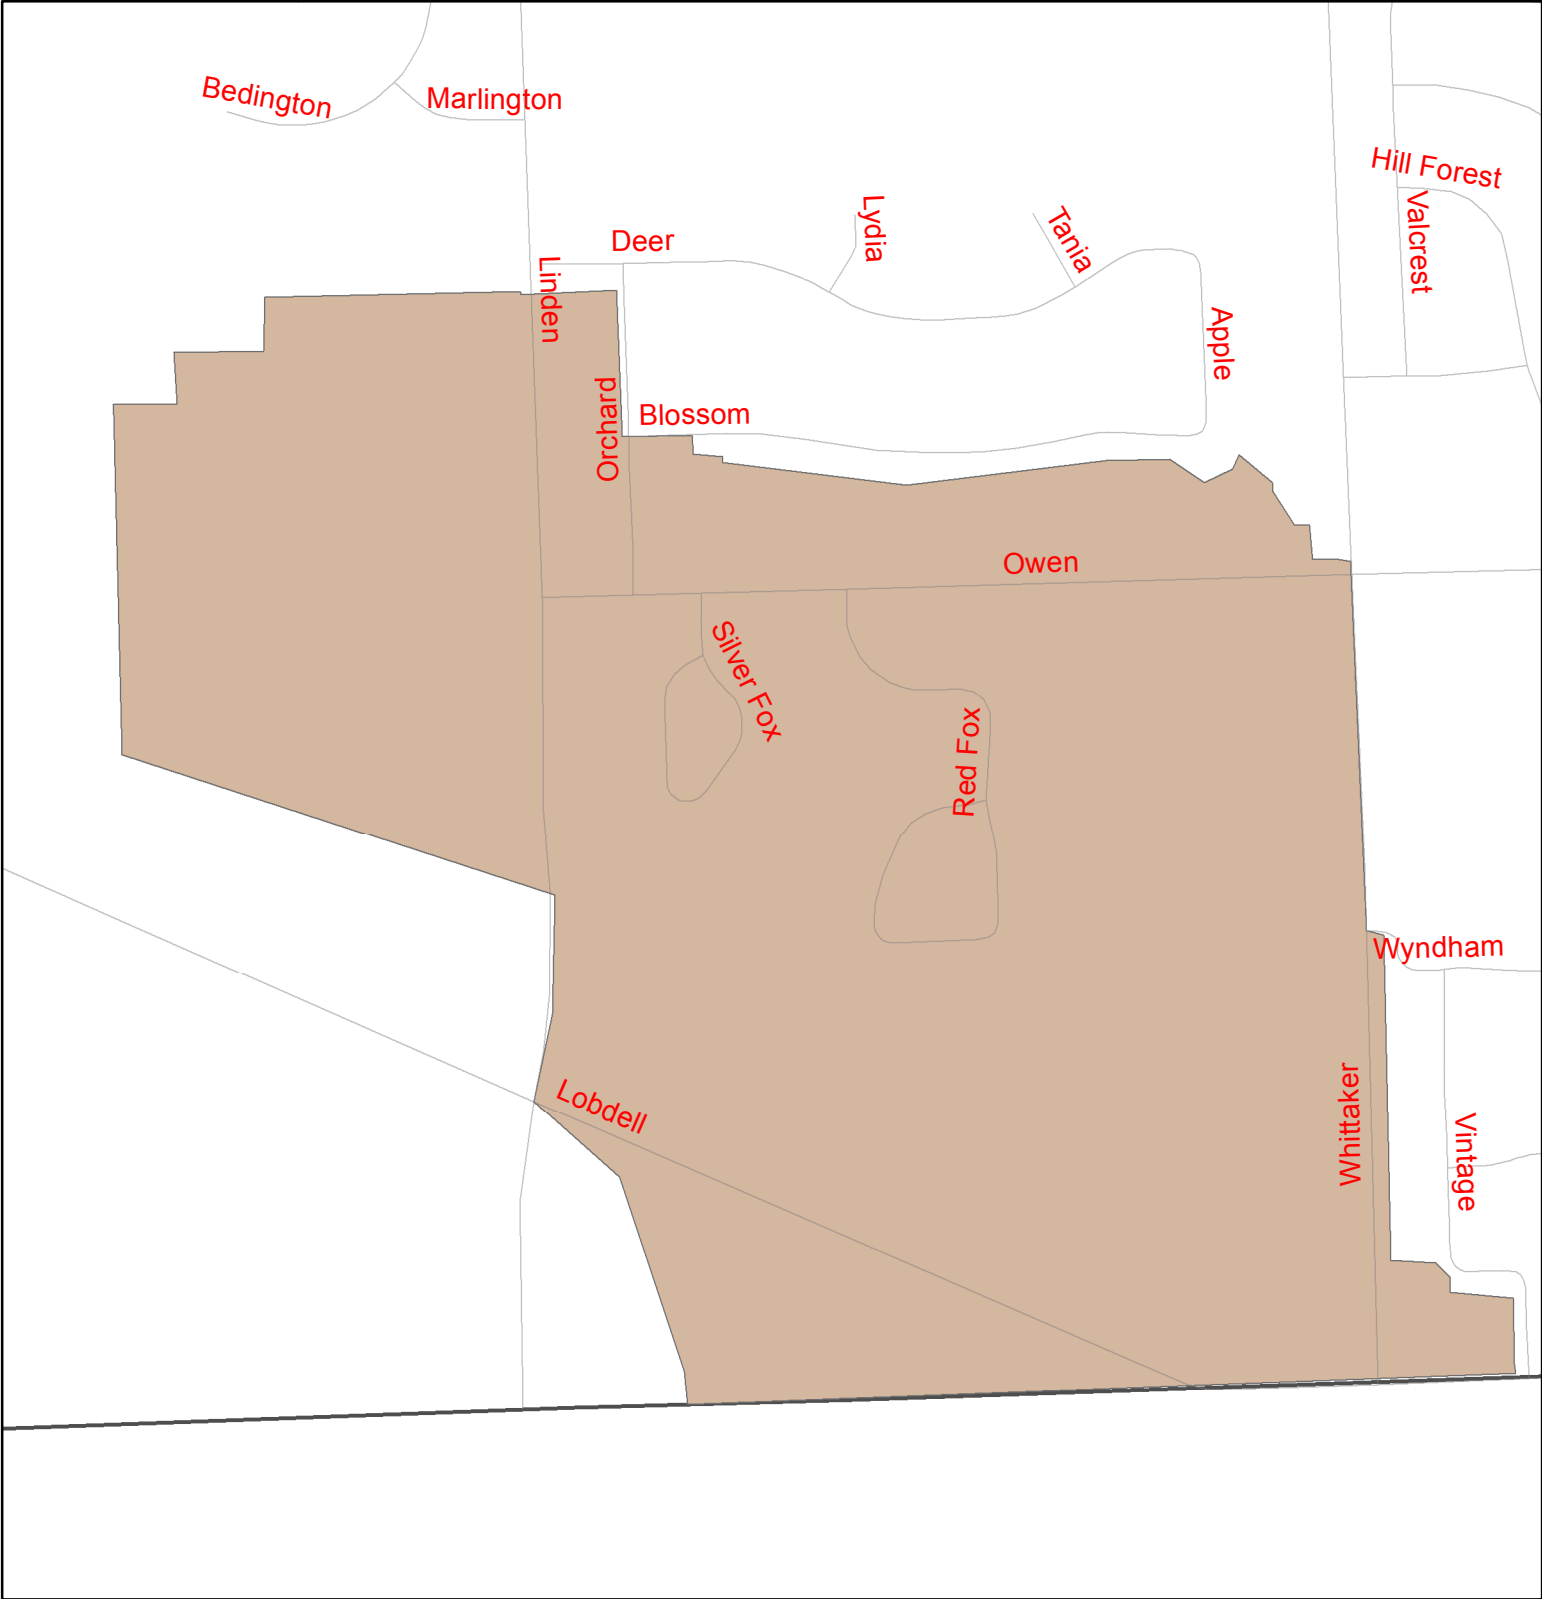 Bedington
Marlington
Hill Forest
Valcrest
Lydia
Tania
Deer
Linden
Apple
Orchard
Blossom
Owen
Silver Fox
Red Fox
Wyndham
Lobdell
Whittaker
Vintage